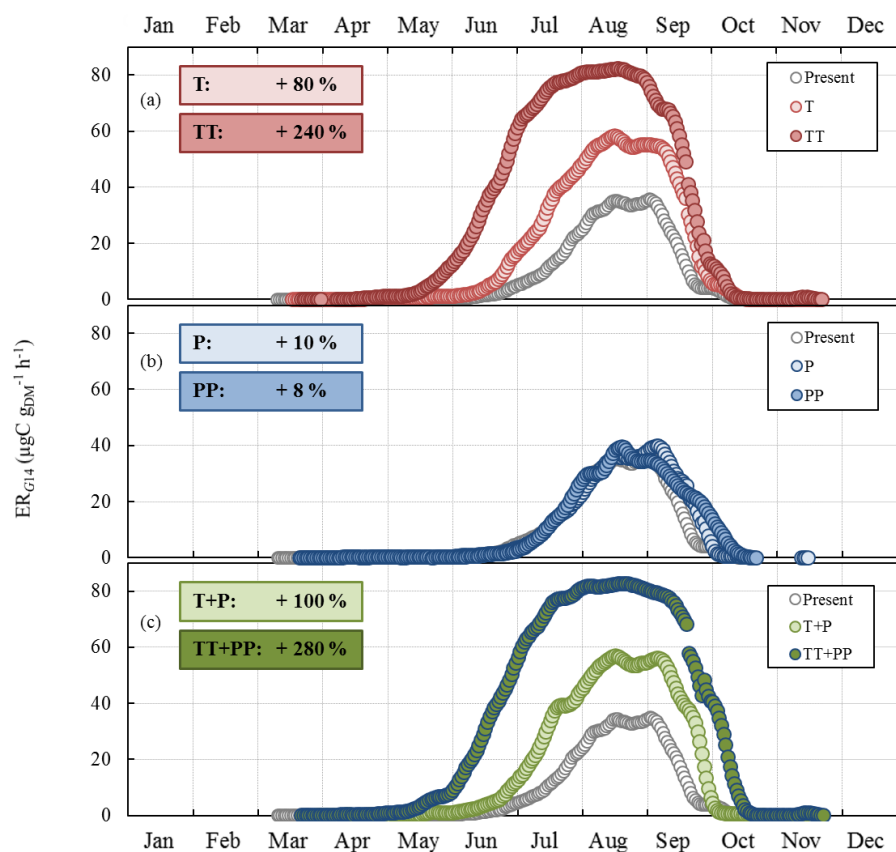 Jan Feb Mar Apr May Jun Jul Aug Sep Oct Nov Dec
(a)
T: + 80 %
TT: + 240 %
Present
T
TT
80
60
40
20
0
(b)
P: + 10 %
PP: + 8 %
Present
P
PP
80
60
40
20
0
ER_G14 (µgC g_DM^-1 h^-1)
(c)
T+P: + 100 %
TT+PP: + 280 %
Present
T+P
TT+PP
80
60
40
20
0
Jan Feb Mar Apr May Jun Jul Aug Sep Oct Nov Dec